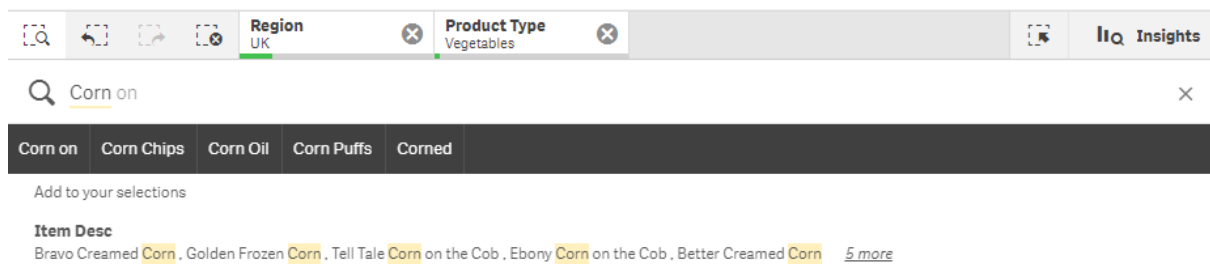 Region
UK
Product Type
Vegetables
Insights
Corn on
Corn on Corn Chips Corn Oil Corn Puffs Corned
Add to your selections
Item Desc
Bravo Creamed Corn , Golden Frozen Corn , Tell Tale Corn on the Cob , Ebony Corn on the Cob , Better Creamed Corn 5 more